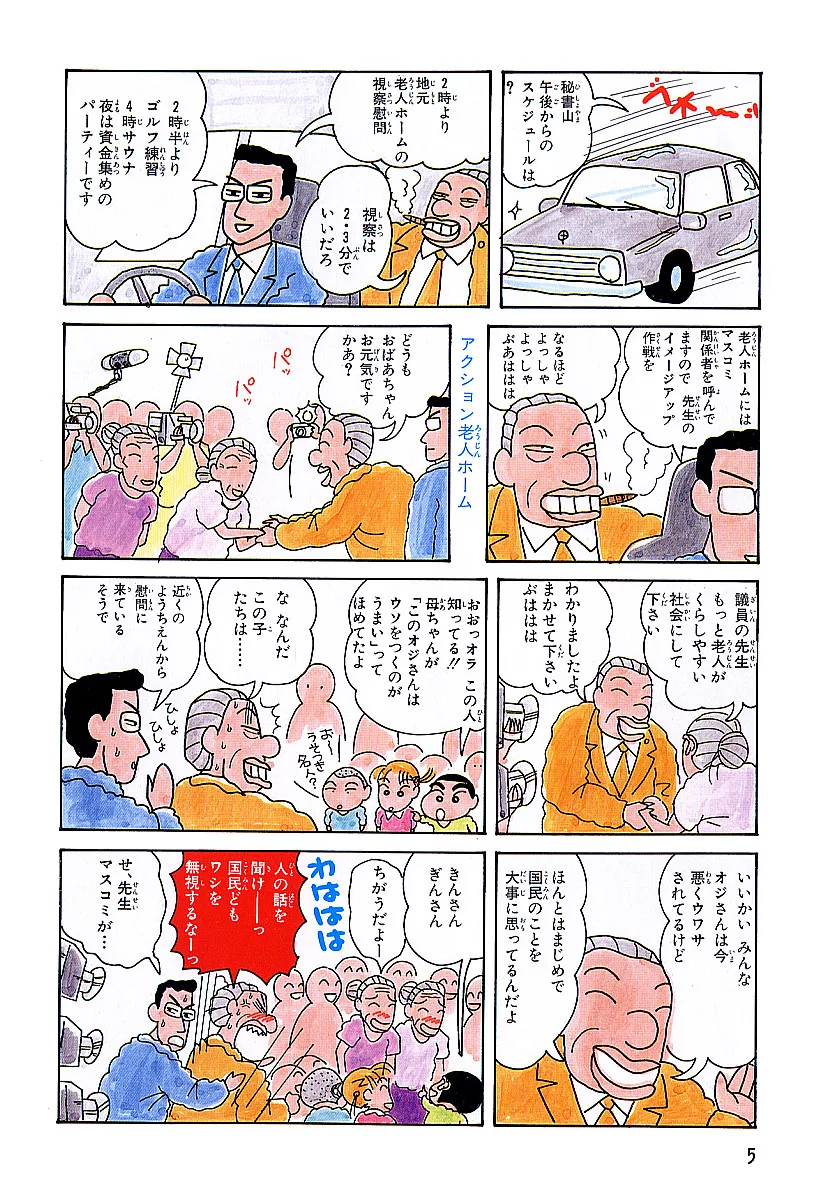 秘書山
午後からの
スケジュールは
?
2時より
地元
老人ホームの
視察慰問
視察は
2・3分で
いいだろ
2時半より
ゴルフ練習
4時サウナ
夜は資金集めの
パーティーです
老人ホームには
マスコミ
関係者を呼んで
ますので 先生の
イメージアップ
作戦を
なるほど
よっしゃ
よっしゃ
ぶあははは
アクション老人ホーム
どうも
おばあちゃん
お元気です
かあ?
パッ
パッ
議員の先生
もっと老人が
くらしやすい
社会にして
下さい
わかりましたよ
まかせて下さい
ぶははは
おおっオラ この人
知ってる!!
母ちゃんが
「このオジさんは
ウソをつくのが
うまい」って
ほめてたよ
お〜
うそつき
名人?
な なんだ
この子
たちは……
近くの
ようちえんから
慰問に
来ている
そうで
ひしょ
ひしょ
いいかい みんな
オジさんは今
悪くウワサ
されてるけど
ほんとはまじめで
国民のことを
大事に思ってるんだよ
きんさん
ぎんさん
ちがうだよー
わははは
人の話を
聞け――っ
国民ども
ワシを
無視するなーっ
せ、先生
マスコミが…
5